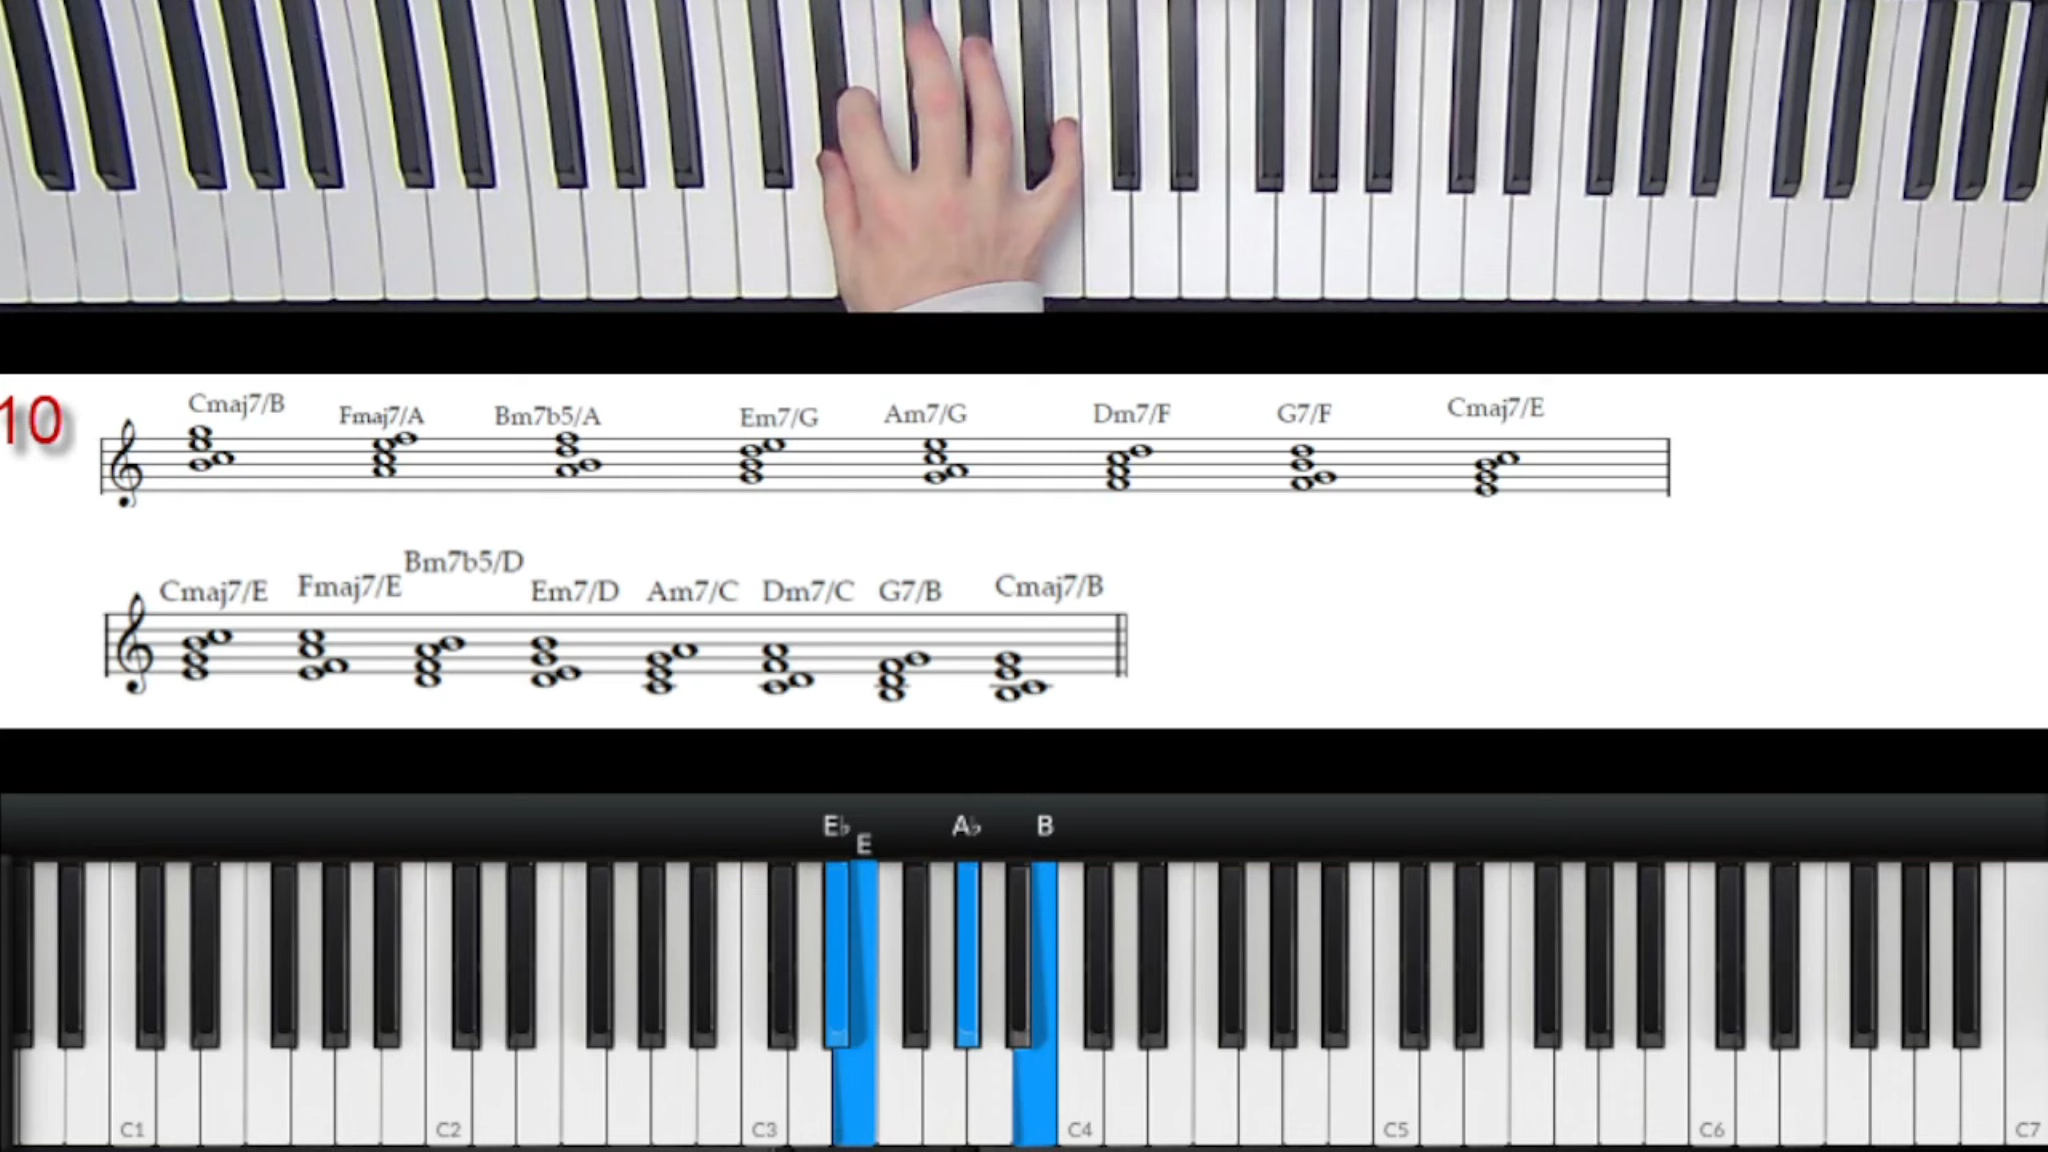 10
Cmaj7/B Fmaj7/A Bm7b5/A Em7/G Am7/G Dm7/F G7/F Cmaj7/E
Cmaj7/E Fmaj7/E Bm7b5/D Em7/D Am7/C Dm7/C G7/B Cmaj7/B
E♭ E A♭ B
C1 C2 C3 C4 C5 C6 C7